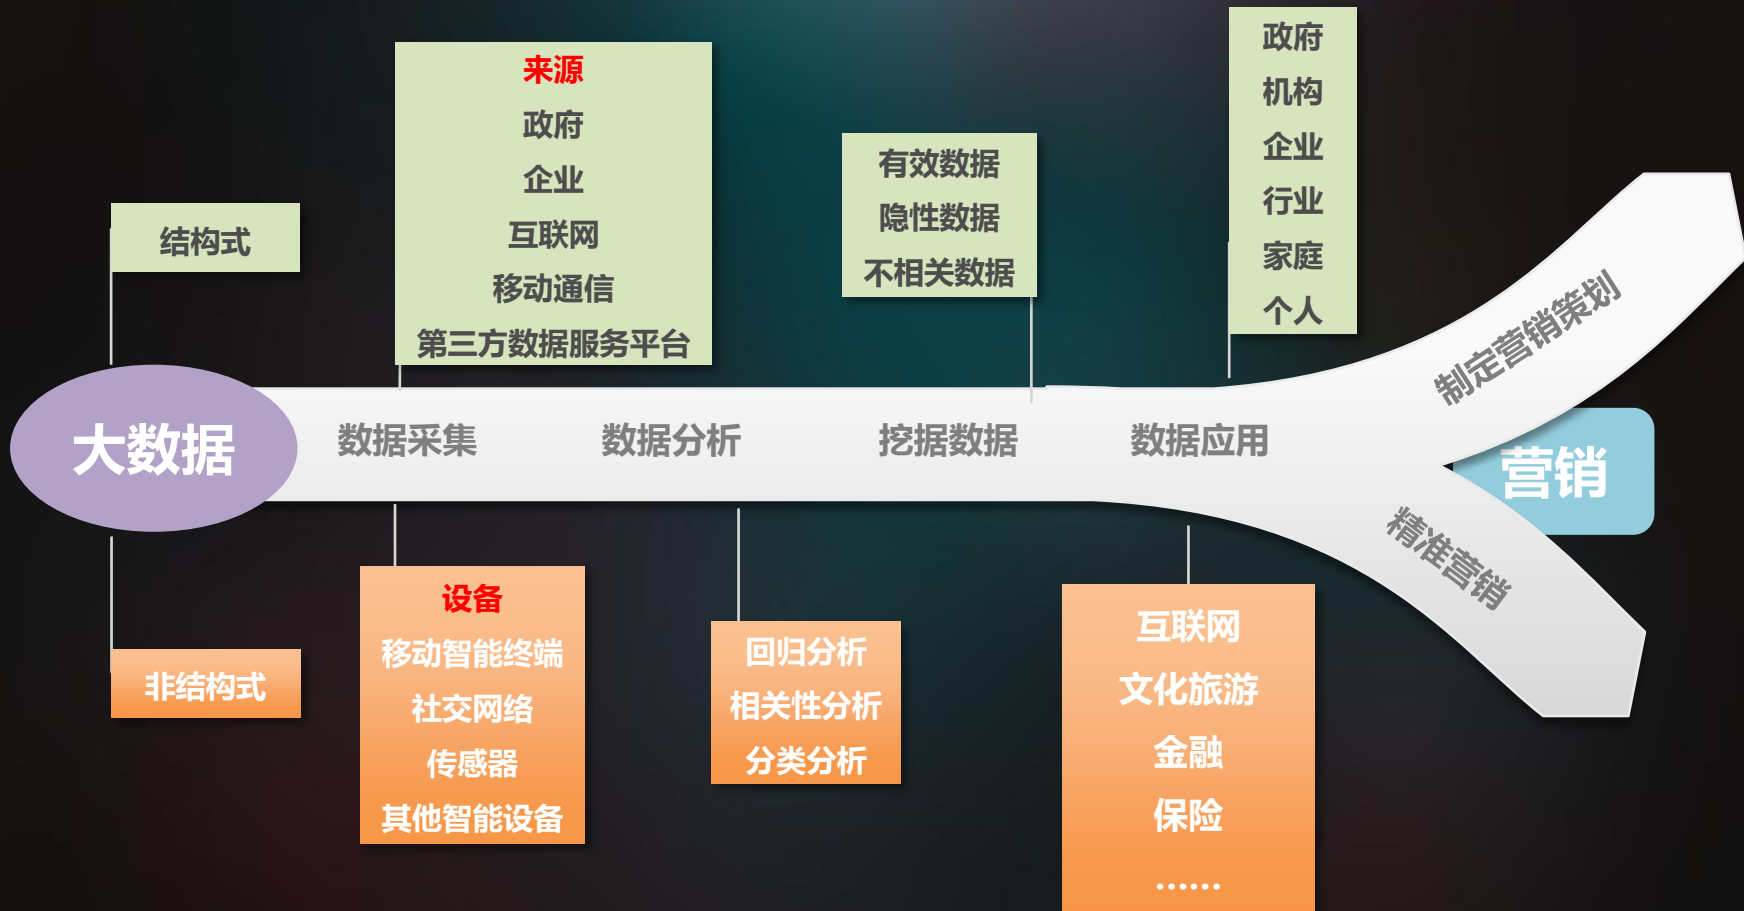 政府
机构
企业
行业
家庭
个人
来源
政府
企业
互联网
移动通信
第三方数据服务平台
有效数据
隐性数据
不相关数据
结构式
大数据
数据采集
数据分析
挖据数据
数据应用
制定营销策划
营销
精准营销
非结构式
设备
移动智能终端
社交网络
传感器
其他智能设备
回归分析
相关性分析
分类分析
互联网
文化旅游
金融
保险
……